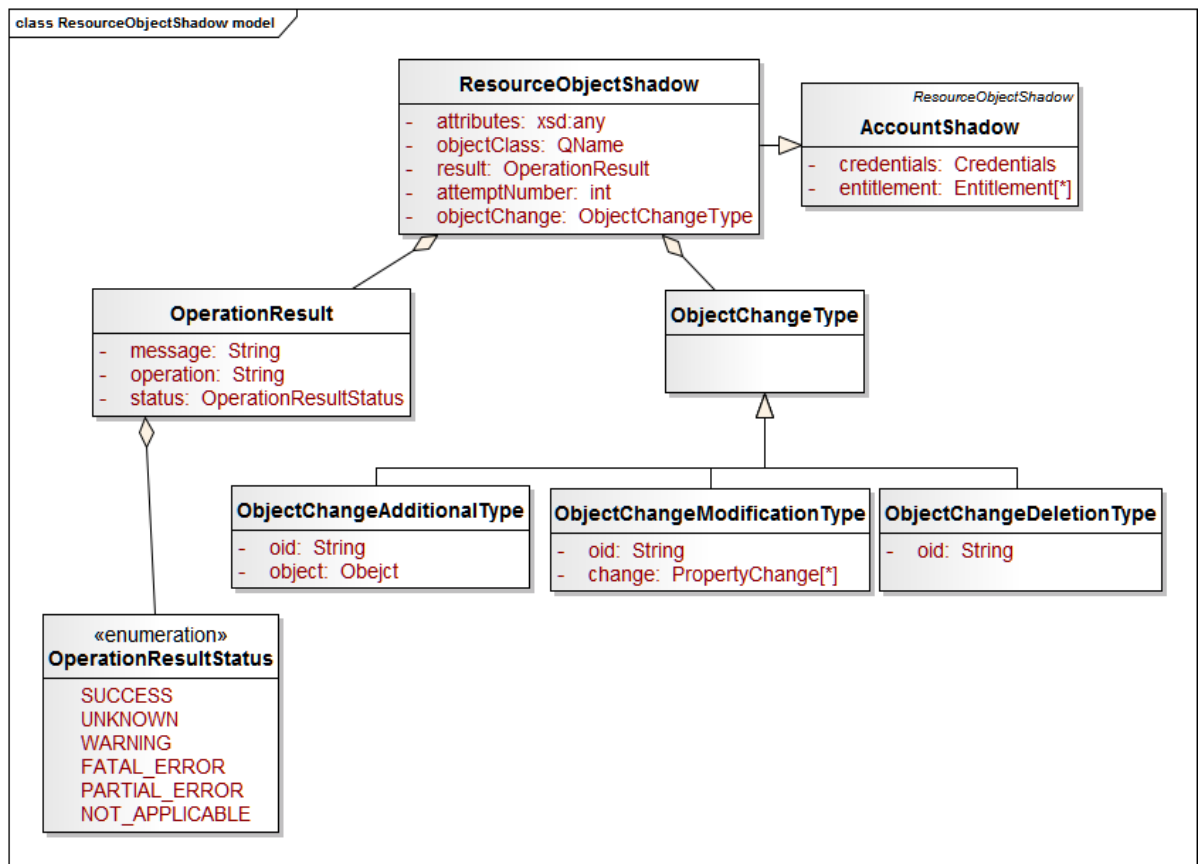 class ResourceObjectShadow model
ResourceObjectShadow
- attributes: xsd:any
- objectClass: QName
- result: OperationResult
- attemptNumber: int
- objectChange: ObjectChangeType
ResourceObjectShadow
AccountShadow
- credentials: Credentials
- entitlement: Entitlement[*]
OperationResult
- message: String
- operation: String
- status: OperationResultStatus
ObjectChangeType
ObjectChangeAdditionalType
- oid: String
- object: Obejct
ObjectChangeModificationType
- oid: String
- change: PropertyChange[*]
ObjectChangeDeletionType
- oid: String
«enumeration»
OperationResultStatus
SUCCESS
UNKNOWN
WARNING
FATAL_ERROR
PARTIAL_ERROR
NOT_APPLICABLE